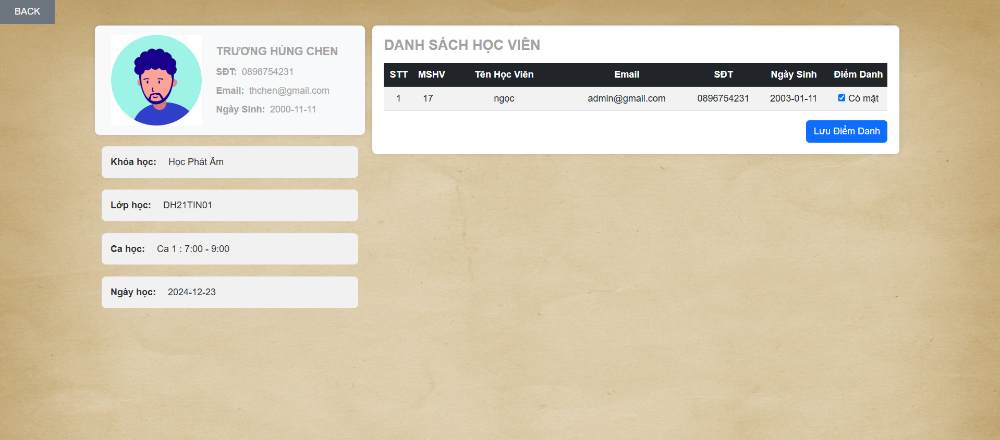 BACK
TRƯƠNG HÙNG CHEN
SĐT: 0896754231
Email: thchen@gmail.com
Ngày Sinh: 2000-11-11
Khóa học: Học Phát Âm
Lớp học: DH21TIN01
Ca học: Ca 1 : 7:00 - 9:00
Ngày học: 2024-12-23
DANH SÁCH HỌC VIÊN
STT MSHV Tên Học Viên Email SĐT Ngày Sinh Điểm Danh
1 17 ngọc admin@gmail.com 0896754231 2003-01-11 Có mặt
Lưu Điểm Danh